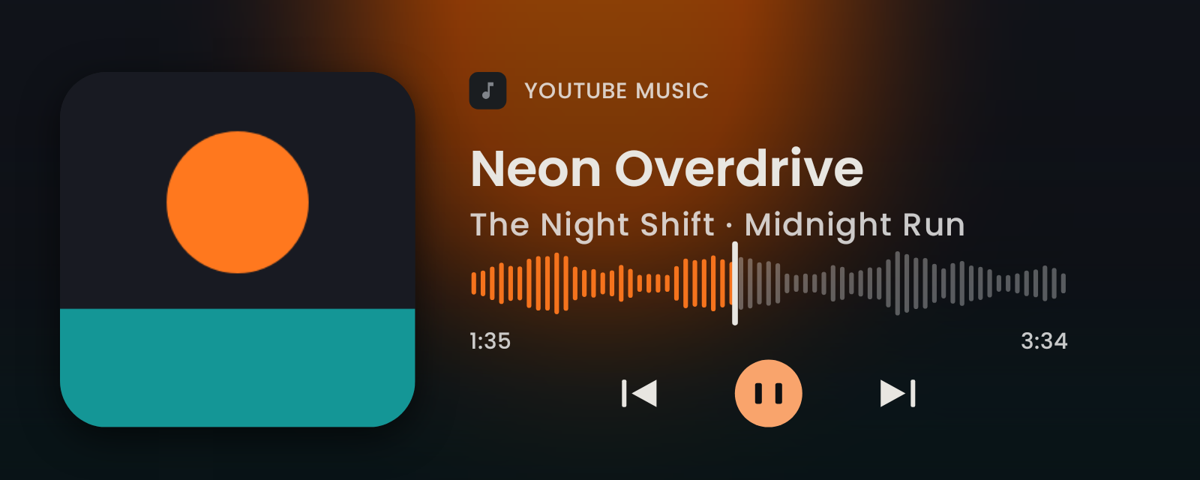 YOUTUBE MUSIC
Neon Overdrive
The Night Shift · Midnight Run
1:35
3:34